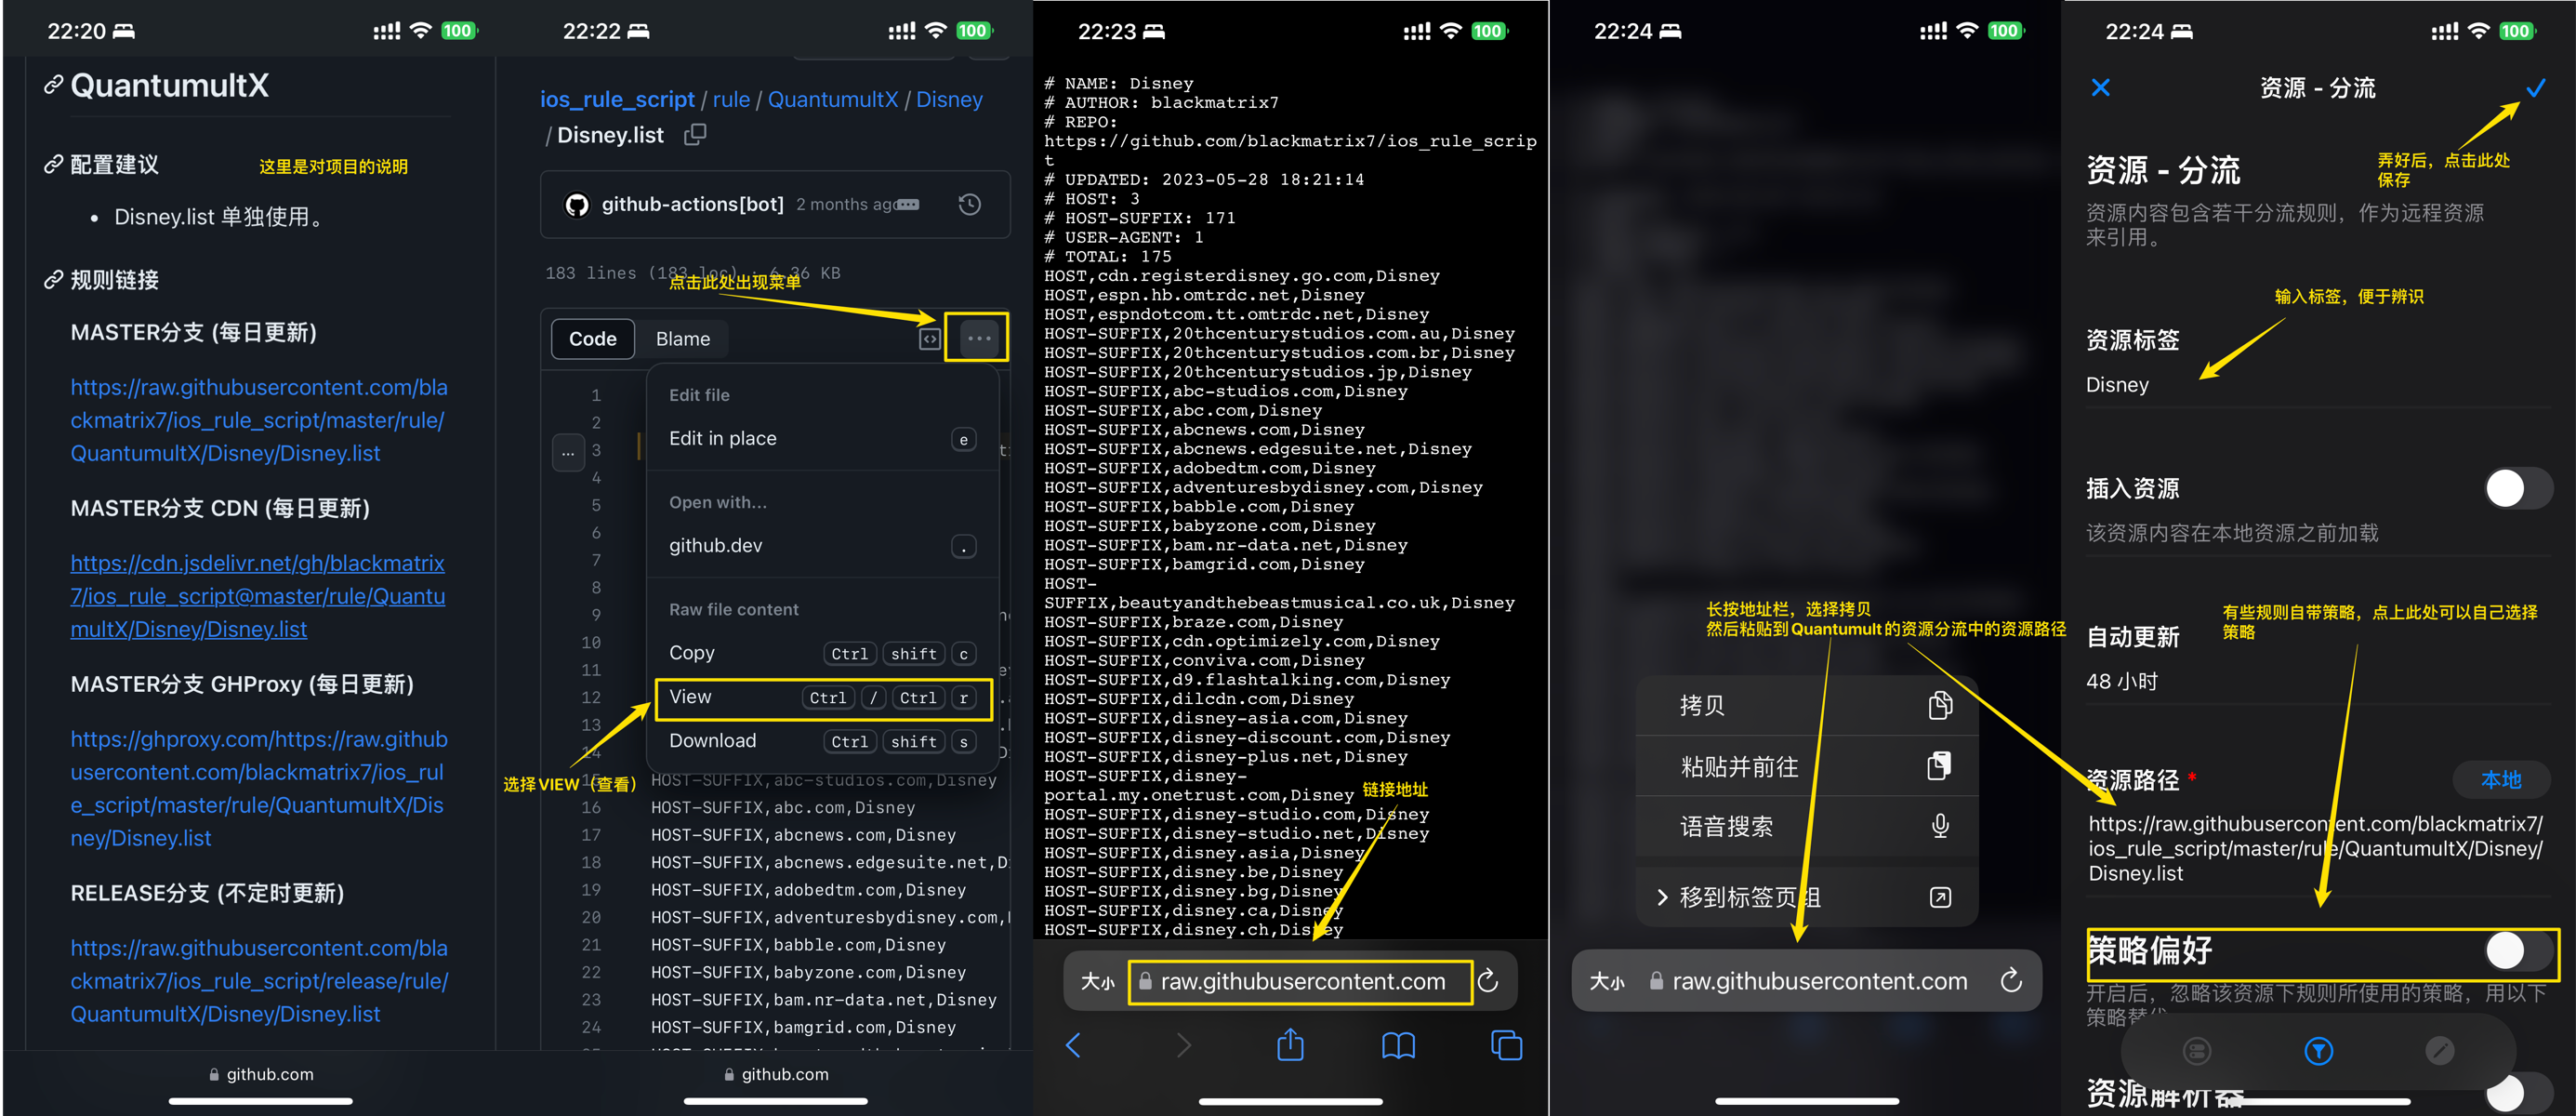 22:20
100
QuantumultX
配置建议
这里是对项目的说明
• Disney.list 单独使用。
规则链接
MASTER分支 (每日更新)
https://raw.githubusercontent.com/bla
ckmatrix7/ios_rule_script/master/rule/
QuantumultX/Disney/Disney.list
MASTER分支 CDN (每日更新)
https://cdn.jsdelivr.net/gh/blackmatrix
7/ios_rule_script@master/rule/Quantu
multX/Disney/Disney.list
MASTER分支 GHProxy (每日更新)
https://ghproxy.com/https://raw.github
usercontent.com/blackmatrix7/ios_rul
e_script/master/rule/QuantumultX/Dis
ney/Disney.list
RELEASE分支 (不定时更新)
https://raw.githubusercontent.com/bla
ckmatrix7/ios_rule_script/release/rule/
QuantumultX/Disney/Disney.list
github.com
22:22
100
ios_rule_script / rule / QuantumultX / Disney
/ Disney.list
github-actions[bot] 2 months ago
183 lines (183 loc) · 6.36 KB
点击此处出现菜单
Code
Blame
1
2
3
4
5
6
7
8
9
10
11
12
13
14
Edit file
Edit in place e
Open with...
github.dev .
Raw file content
Copy Ctrl shift c
View Ctrl / Ctrl r
Download Ctrl shift s
选择VIEW（查看）
15 HOST-SUFFIX,abc-studios.com,Disney
16 HOST-SUFFIX,abc.com,Disney
17 HOST-SUFFIX,abcnews.com,Disney
18 HOST-SUFFIX,abcnews.edgesuite.net,D
19 HOST-SUFFIX,adobedtm.com,Disney
20 HOST-SUFFIX,adventuresbydisney.com,
21 HOST-SUFFIX,babble.com,Disney
22 HOST-SUFFIX,babyzone.com,Disney
23 HOST-SUFFIX,bam.nr-data.net,Disney
24 HOST-SUFFIX,bamgrid.com,Disney
github.com
22:23
100
# NAME: Disney
# AUTHOR: blackmatrix7
# REPO:
https://github.com/blackmatrix7/ios_rule_scrip
t
# UPDATED: 2023-05-28 18:21:14
# HOST: 3
# HOST-SUFFIX: 171
# USER-AGENT: 1
# TOTAL: 175
HOST,cdn.registerdisney.go.com,Disney
HOST,espn.hb.omtrdc.net,Disney
HOST,espndotcom.tt.omtrdc.net,Disney
HOST-SUFFIX,20thcenturystudios.com.au,Disney
HOST-SUFFIX,20thcenturystudios.com.br,Disney
HOST-SUFFIX,20thcenturystudios.jp,Disney
HOST-SUFFIX,abc-studios.com,Disney
HOST-SUFFIX,abc.com,Disney
HOST-SUFFIX,abcnews.com,Disney
HOST-SUFFIX,abcnews.edgesuite.net,Disney
HOST-SUFFIX,adobedtm.com,Disney
HOST-SUFFIX,adventuresbydisney.com,Disney
HOST-SUFFIX,babble.com,Disney
HOST-SUFFIX,babyzone.com,Disney
HOST-SUFFIX,bam.nr-data.net,Disney
HOST-SUFFIX,bamgrid.com,Disney
HOST-
SUFFIX,beautyandthebeastmusical.co.uk,Disney
HOST-SUFFIX,braze.com,Disney
HOST-SUFFIX,cdn.optimizely.com,Disney
HOST-SUFFIX,conviva.com,Disney
HOST-SUFFIX,d9.flashtalking.com,Disney
HOST-SUFFIX,dilcdn.com,Disney
HOST-SUFFIX,disney-asia.com,Disney
HOST-SUFFIX,disney-discount.com,Disney
HOST-SUFFIX,disney-plus.net,Disney
HOST-SUFFIX,disney-
portal.my.onetrust.com,Disney
链接地址
HOST-SUFFIX,disney-studio.com,Disney
HOST-SUFFIX,disney-studio.net,Disney
HOST-SUFFIX,disney.asia,Disney
HOST-SUFFIX,disney.be,Disney
HOST-SUFFIX,disney.bg,Disney
HOST-SUFFIX,disney.ca,Disney
HOST-SUFFIX,disney.ch,Disney
大小 raw.githubusercontent.com
22:24
100
长按地址栏，选择拷贝
然后粘贴到Quantumult的资源分流中的资源路径
拷贝
粘贴并前往
语音搜索
移到标签页组
大小 raw.githubusercontent.com
22:24
100
资源 - 分流
弄好后，点击此处
保存
资源 - 分流
资源内容包含若干分流规则，作为远程资源
来引用。
输入标签，便于辨识
资源标签
Disney
插入资源
该资源内容在本地资源之前加载
有些规则自带策略，点上此处可以自己选择
策略
自动更新
48 小时
资源路径 *
本地
https://raw.githubusercontent.com/blackmatrix7/
ios_rule_script/master/rule/QuantumultX/Disney/
Disney.list
策略偏好
开启后，忽略该资源下规则所使用的策略，用以下
策略替代
资源解析器